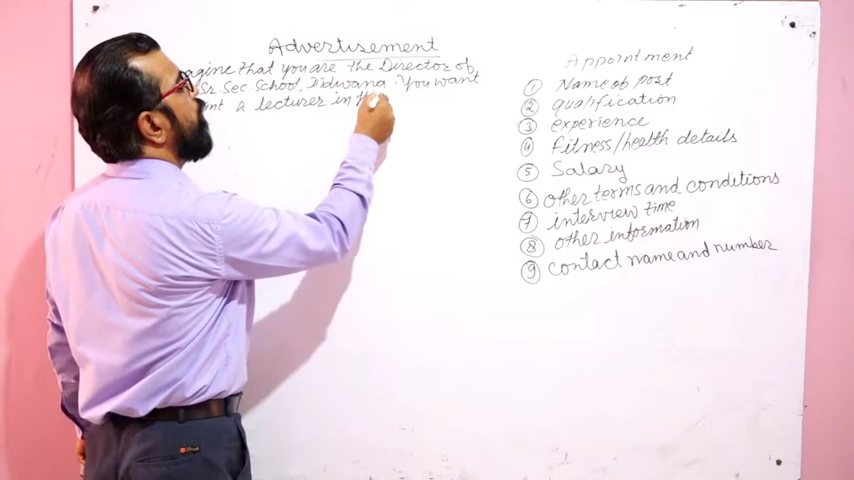 Advertisement
agine that you are the Director of
Sr Sec School, Didwana. You want
a lecturer in
Appointment
① Name of post
② qualification
③ experience
④ fitness/health details
⑤ Salary
⑥ other terms and conditions
⑦ interview time
⑧ other information
⑨ contact name and number